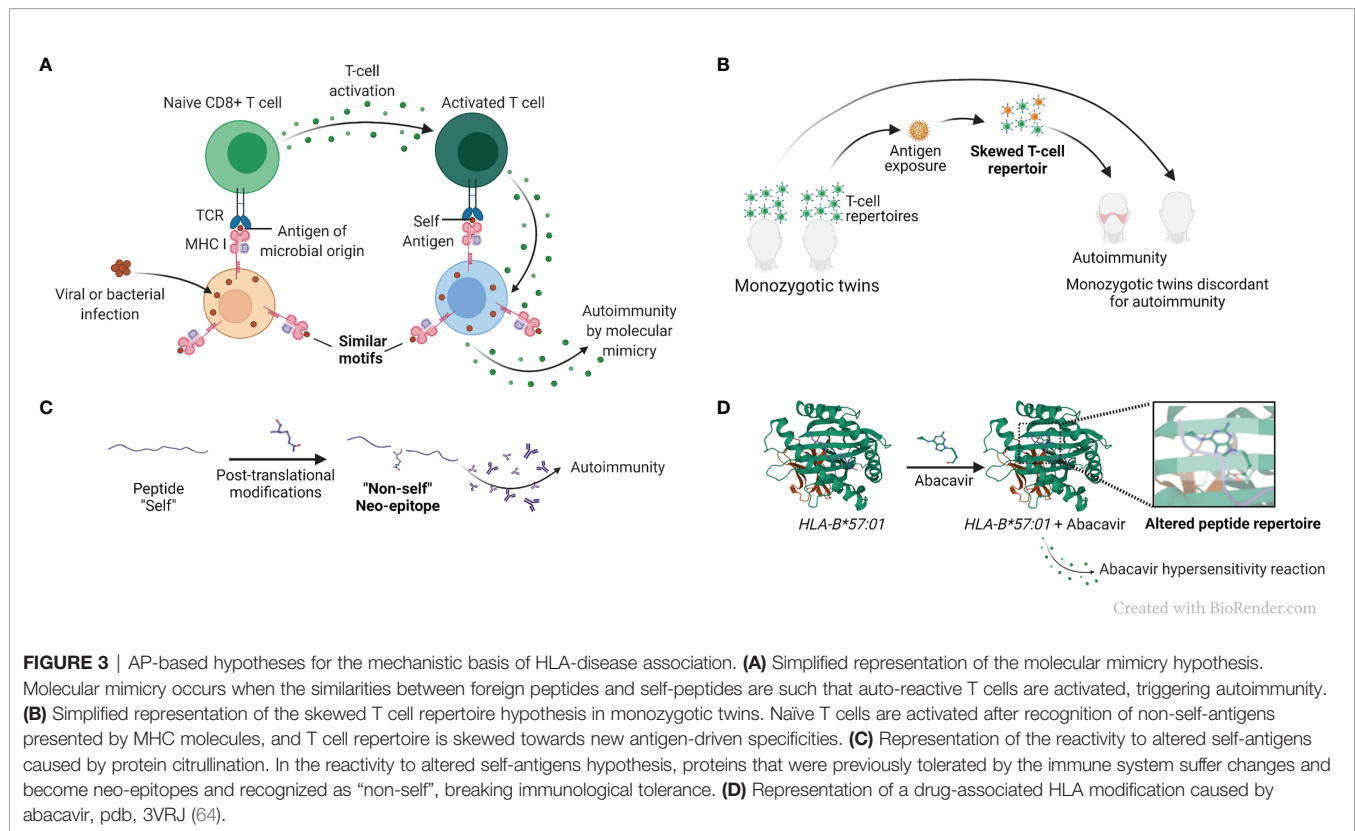 A
T-cell
activation
Naive CD8+ T cell
Activated T cell
TCR
MHC I
Antigen of
microbial origin
Self
Antigen
Viral or bacterial
infection
Similar
motifs
Autoimmunity
by molecular
mimicry
B
Antigen
exposure
Skewed T-cell
repertoir
T-cell
repertoires
Monozygotic twins
Autoimmunity
Monozygotic twins discordant
for autoimmunity
C
Peptide
"Self"
Post-translational
modifications
"Non-self"
Neo-epitope
Autoimmunity
D
HLA-B*57:01
Abacavir
HLA-B*57:01 + Abacavir
Altered peptide repertoire
Abacavir hypersensitivity reaction
Created with BioRender.com
FIGURE 3 | AP-based hypotheses for the mechanistic basis of HLA-disease association. (A) Simplified representation of the molecular mimicry hypothesis.
Molecular mimicry occurs when the similarities between foreign peptides and self-peptides are such that auto-reactive T cells are activated, triggering autoimmunity.
(B) Simplified representation of the skewed T cell repertoire hypothesis in monozygotic twins. Naïve T cells are activated after recognition of non-self-antigens
presented by MHC molecules, and T cell repertoire is skewed towards new antigen-driven specificities. (C) Representation of the reactivity to altered self-antigens
caused by protein citrullination. In the reactivity to altered self-antigens hypothesis, proteins that were previously tolerated by the immune system suffer changes and
become neo-epitopes and recognized as “non-self”, breaking immunological tolerance. (D) Representation of a drug-associated HLA modification caused by
abacavir, pdb, 3VRJ (64).